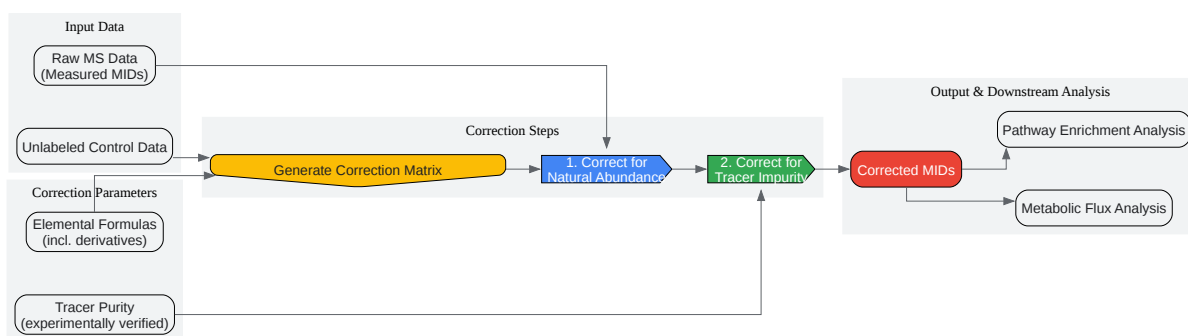 Input Data
Raw MS Data
(Measured MIDs)
Unlabeled Control Data
Correction Parameters
Elemental Formulas
(incl. derivatives)
Tracer Purity
(experimentally verified)
Correction Steps
Generate Correction Matrix
1. Correct for
Natural Abundance
2. Correct for
Tracer Impurity
Output & Downstream Analysis
Corrected MIDs
Pathway Enrichment Analysis
Metabolic Flux Analysis